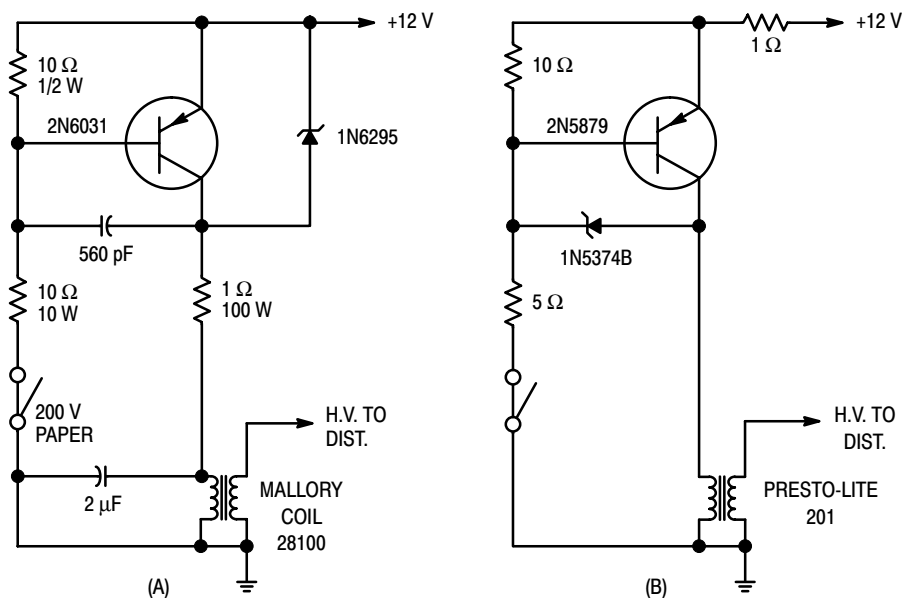 +12 V
10 Ω
1/2 W
2N6031
1N6295
560 pF
10 Ω
10 W
1 Ω
100 W
200 V
PAPER
H.V. TO
DIST.
2 μF
MALLORY
COIL
28100
(A)
+12 V
1 Ω
10 Ω
2N5879
1N5374B
5 Ω
H.V. TO
DIST.
PRESTO-LITE
201
(B)